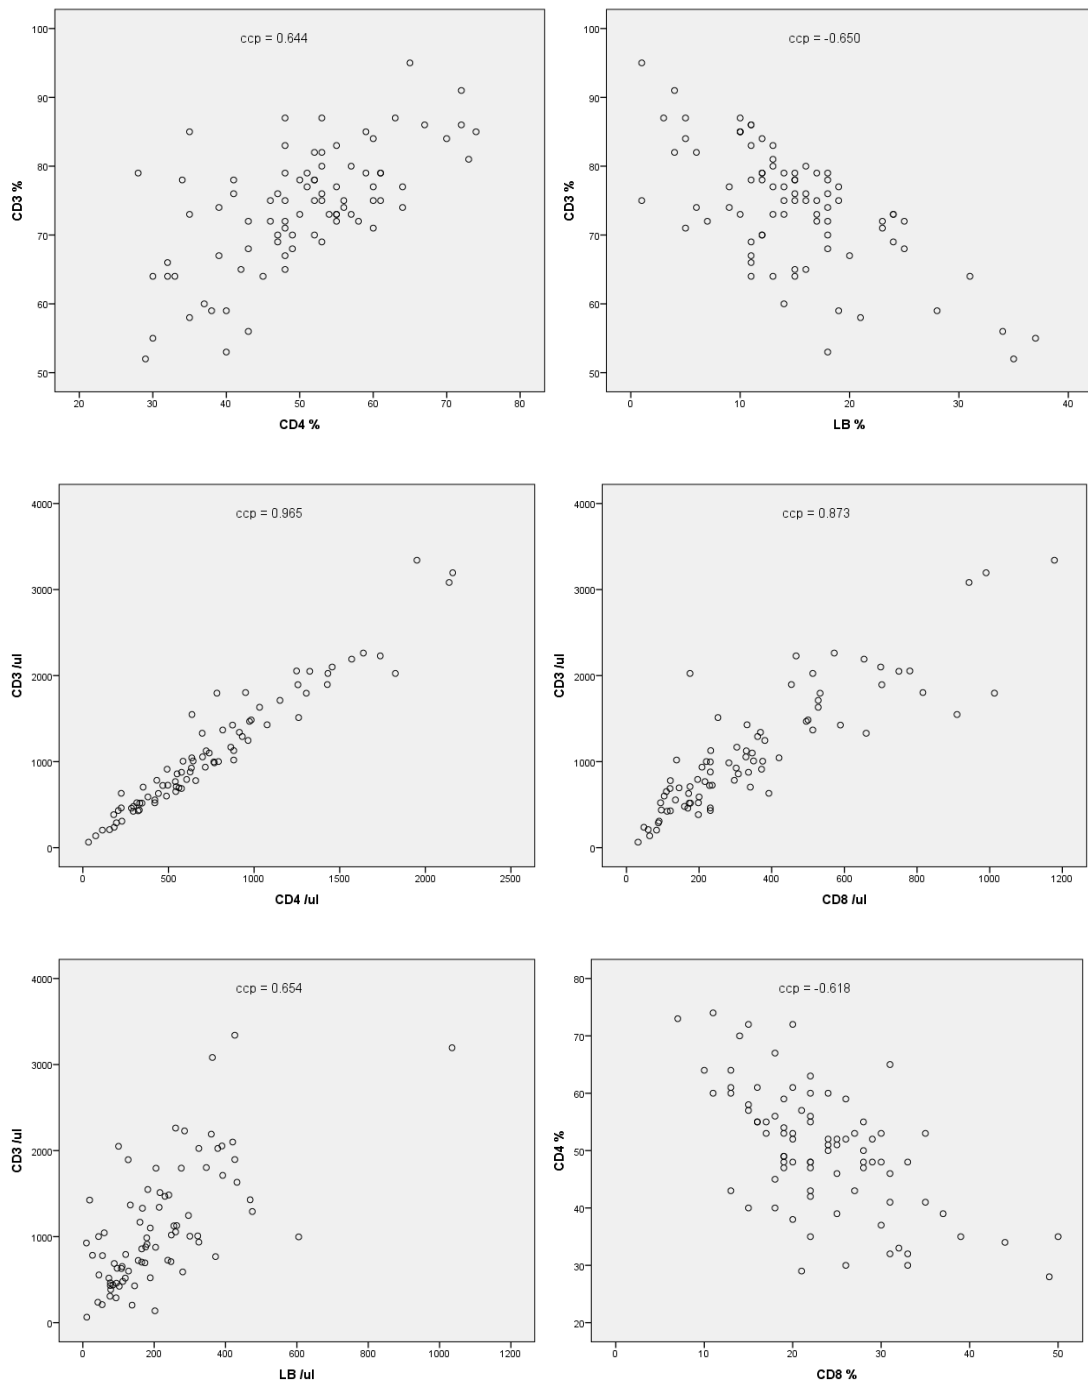 ccp = 0.644
100
90
80
70
60
50
CD3 %
20 30 40 50 60 70 80
CD4 %
ccp = -0.650
100
90
80
70
60
50
CD3 %
0 10 20 30 40
LB %
ccp = 0.965
4000
3000
2000
1000
0
CD3 /ul
0 500 1000 1500 2000 2500
CD4 /ul
ccp = 0.873
4000
3000
2000
1000
0
CD3 /ul
0 200 400 600 800 1000 1200
CD8 /ul
ccp = 0.654
4000
3000
2000
1000
0
CD3 /ul
0 200 400 600 800 1000 1200
LB /ul
ccp = -0.618
80
70
60
50
40
30
20
CD4 %
0 10 20 30 40 50
CD8 %